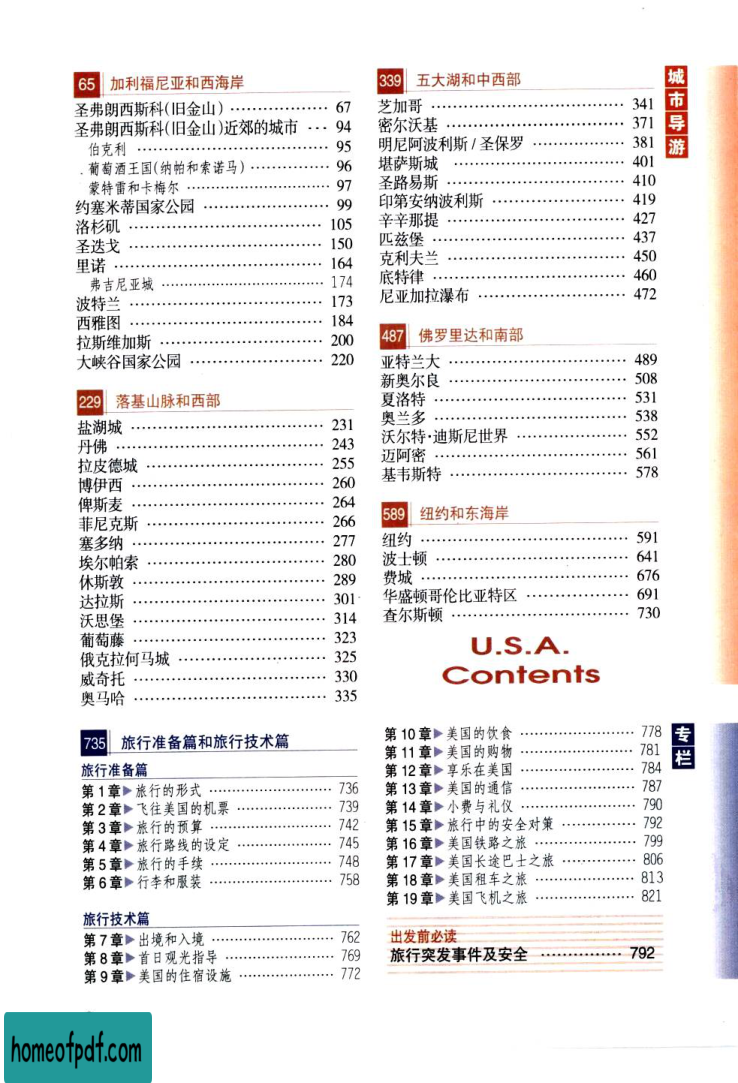 65 加利福尼亚和西海岸
圣弗朗西斯科(旧金山) ………………… 67
圣弗朗西斯科(旧金山)近郊的城市 … 94
伯克利 ………………………………… 95
葡萄酒王国(纳帕和索诺马) …………… 96
蒙特雷和卡梅尔 ……………………… 97
约塞米蒂国家公园 …………………… 99
洛杉矶 ………………………………… 105
圣迭戈 ………………………………… 150
里诺 …………………………………… 164
弗吉尼亚城 …………………………… 174
波特兰 ………………………………… 173
西雅图 ………………………………… 184
拉斯维加斯 …………………………… 200
大峡谷国家公园 ……………………… 220
229 落基山脉和西部
盐湖城 ………………………………… 231
丹佛 …………………………………… 243
拉皮德城 ……………………………… 255
博伊西 ………………………………… 260
俾斯麦 ………………………………… 264
菲尼克斯 ……………………………… 266
塞多纳 ………………………………… 277
埃尔帕索 ……………………………… 280
休斯敦 ………………………………… 289
达拉斯 ………………………………… 301
沃思堡 ………………………………… 314
葡萄藤 ………………………………… 323
俄克拉何马城 ………………………… 325
威奇托 ………………………………… 330
奥马哈 ………………………………… 335
339 五大湖和中西部
芝加哥 ………………………………… 341
密尔沃基 ……………………………… 371
明尼阿波利斯/圣保罗 ……………… 381
堪萨斯城 ……………………………… 401
圣路易斯 ……………………………… 410
印第安纳波利斯 ……………………… 419
辛辛那提 ……………………………… 427
匹兹堡 ………………………………… 437
克利夫兰 ……………………………… 450
底特律 ………………………………… 460
尼亚加拉瀑布 ………………………… 472
487 佛罗里达和南部
亚特兰大 ……………………………… 489
新奥尔良 ……………………………… 508
夏洛特 ………………………………… 531
奥兰多 ………………………………… 538
沃尔特·迪斯尼世界 ………………… 552
迈阿密 ………………………………… 561
基韦斯特 ……………………………… 578
589 纽约和东海岸
纽约 …………………………………… 591
波士顿 ………………………………… 641
费城 …………………………………… 676
华盛顿哥伦比亚特区 ………………… 691
查尔斯顿 ……………………………… 730
城市导游
U.S.A.
Contents
735 旅行准备篇和旅行技术篇
旅行准备篇
第1章▶旅行的形式 …………………… 736
第2章▶飞往美国的机票 ……………… 739
第3章▶旅行的预算 …………………… 742
第4章▶旅行路线的设定 ……………… 745
第5章▶旅行的手续 …………………… 748
第6章▶行李和服装 …………………… 758
旅行技术篇
第7章▶出境和入境 …………………… 762
第8章▶首日观光指导 ………………… 769
第9章▶美国的住宿设施 ……………… 772
第10章▶美国的饮食 ………………… 778
第11章▶美国的购物 ………………… 781
第12章▶享乐在美国 ………………… 784
第13章▶美国的通信 ………………… 787
第14章▶小费与礼仪 ………………… 790
第15章▶旅行中的安全对策 ………… 792
第16章▶美国铁路之旅 ……………… 799
第17章▶美国长途巴士之旅 ………… 806
第18章▶美国租车之旅 ……………… 813
第19章▶美国飞机之旅 ……………… 821
专栏
出发前必读
旅行突发事件及安全 …………… 792
homeofpdf.com